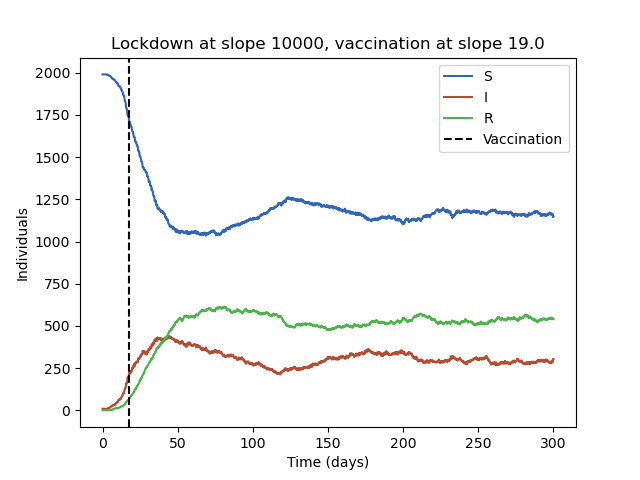 Lockdown at slope 10000, vaccination at slope 19.0
S
I
R
Vaccination
Individuals
2000
1750
1500
1250
1000
750
500
250
0
0 50 100 150 200 250 300
Time (days)